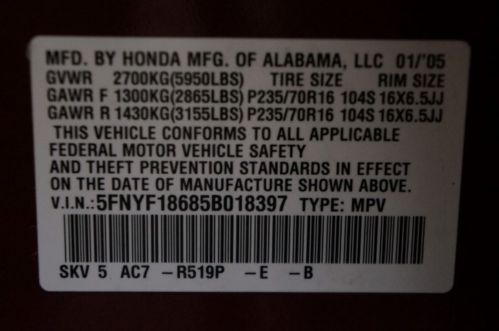 MFD. BY HONDA MFG. OF ALABAMA, LLC 01/'05
GVWR 2700KG(5950LBS) TIRE SIZE RIM SIZE
GAWR F 1300KG(2865LBS) P235/70R16 104S 16X6.5JJ
GAWR R 1430KG(3155LBS) P235/70R16 104S 16X6.5JJ
THIS VEHICLE CONFORMS TO ALL APPLICABLE
FEDERAL MOTOR VEHICLE SAFETY
AND THEFT PREVENTION STANDARDS IN EFFECT
ON THE DATE OF MANUFACTURE SHOWN ABOVE.
V.I.N.: 5FNYF18685B018397 TYPE: MPV
SKV 5 AC7 –R519P –E –B